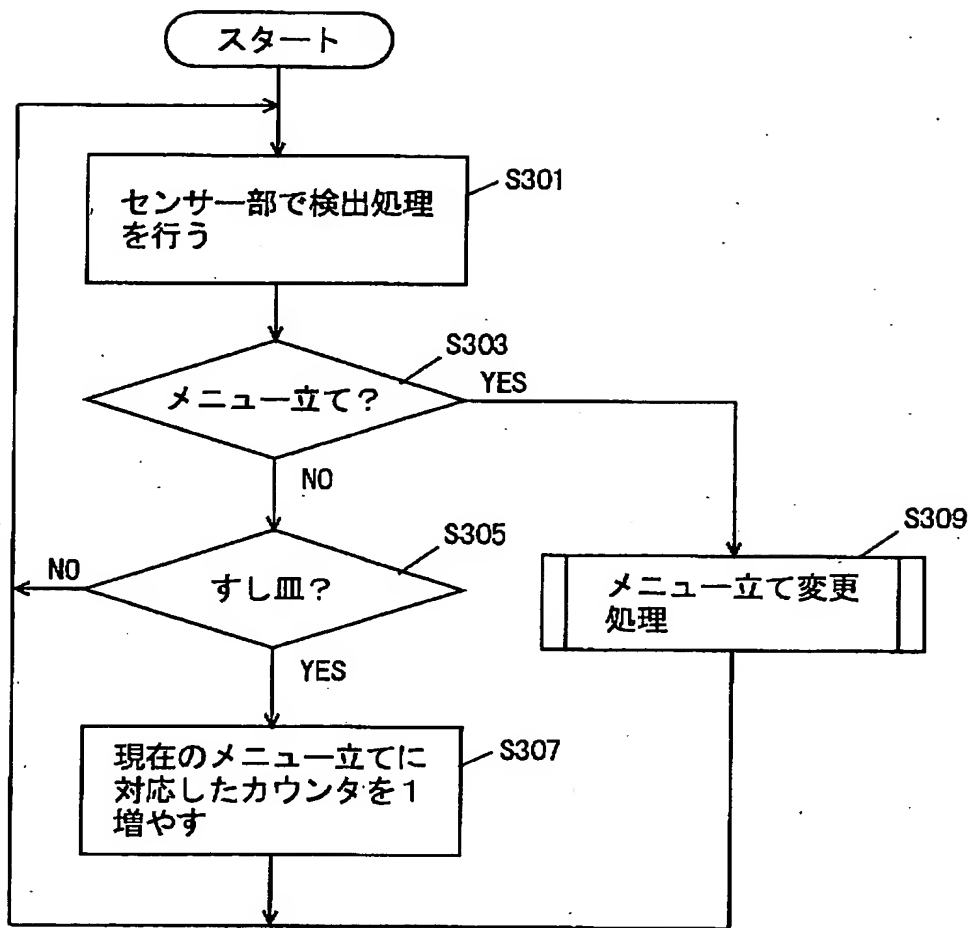 スタート
センサー部で検出処理
を行う
S301
メニュー立て？
S303
YES
NO
すし皿？
S305
NO
YES
メニュー立て変更
処理
S309
現在のメニュー立てに
対応したカウンタを1
増やす
S307